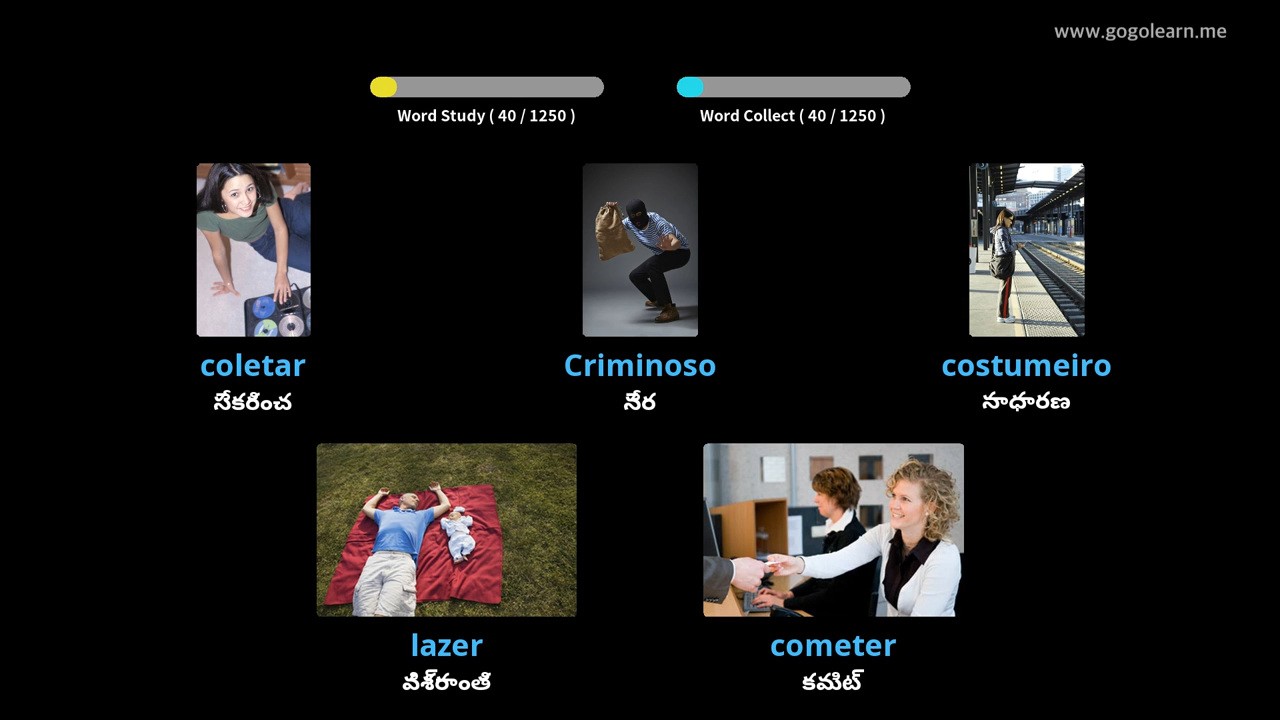 www.gogolearn.me
Word Study ( 40 / 1250 )
Word Collect ( 40 / 1250 )
coletar
సేకరించ
Criminoso
నేర
costumeiro
సాధారణ
lazer
విశ్రాంతి
cometer
కమిట్